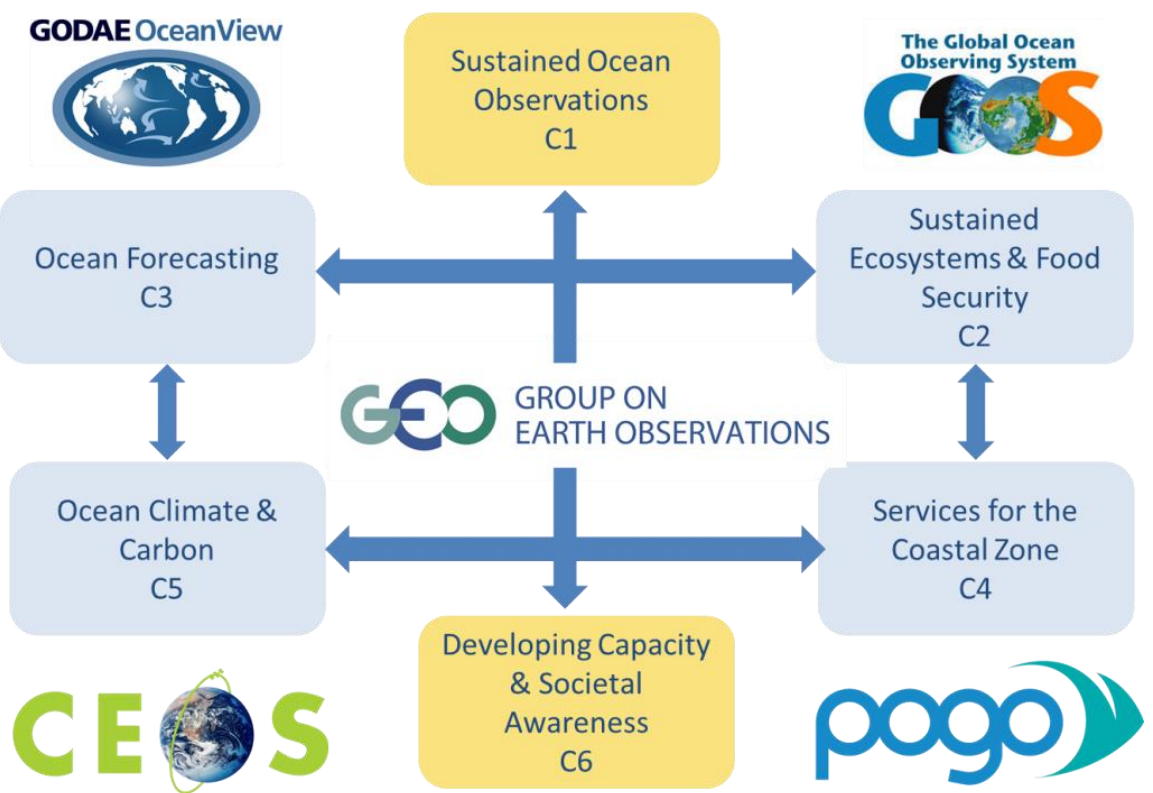 GODAE OceanView
Sustained Ocean
Observations
C1
The Global Ocean
Observing System
GOOS
Ocean Forecasting
C3
Sustained
Ecosystems & Food
Security
C2
GEO
GROUP ON
EARTH OBSERVATIONS
Ocean Climate &
Carbon
C5
Services for the
Coastal Zone
C4
Developing Capacity
& Societal
Awareness
C6
CEOS
pogo